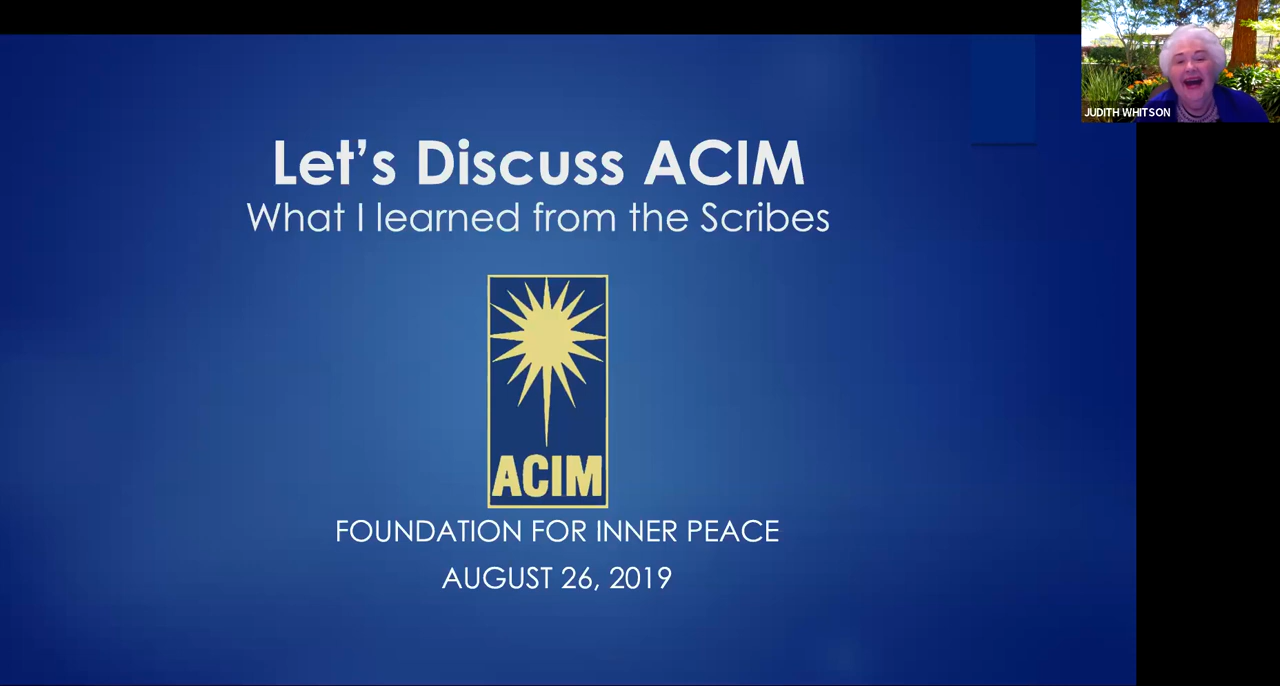 JUDITH WHITSON
Let's Discuss ACIM
What I learned from the Scribes
ACIM
FOUNDATION FOR INNER PEACE
AUGUST 26, 2019